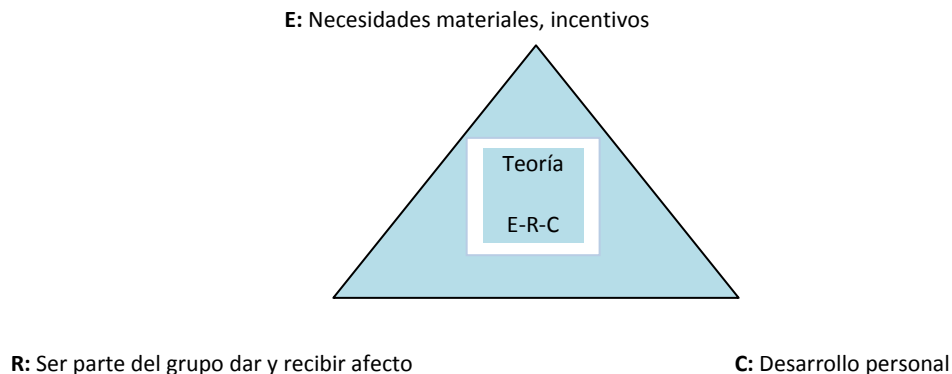 E: Necesidades materiales, incentivos
Teoría
E-R-C
R: Ser parte del grupo dar y recibir afecto
C: Desarrollo personal